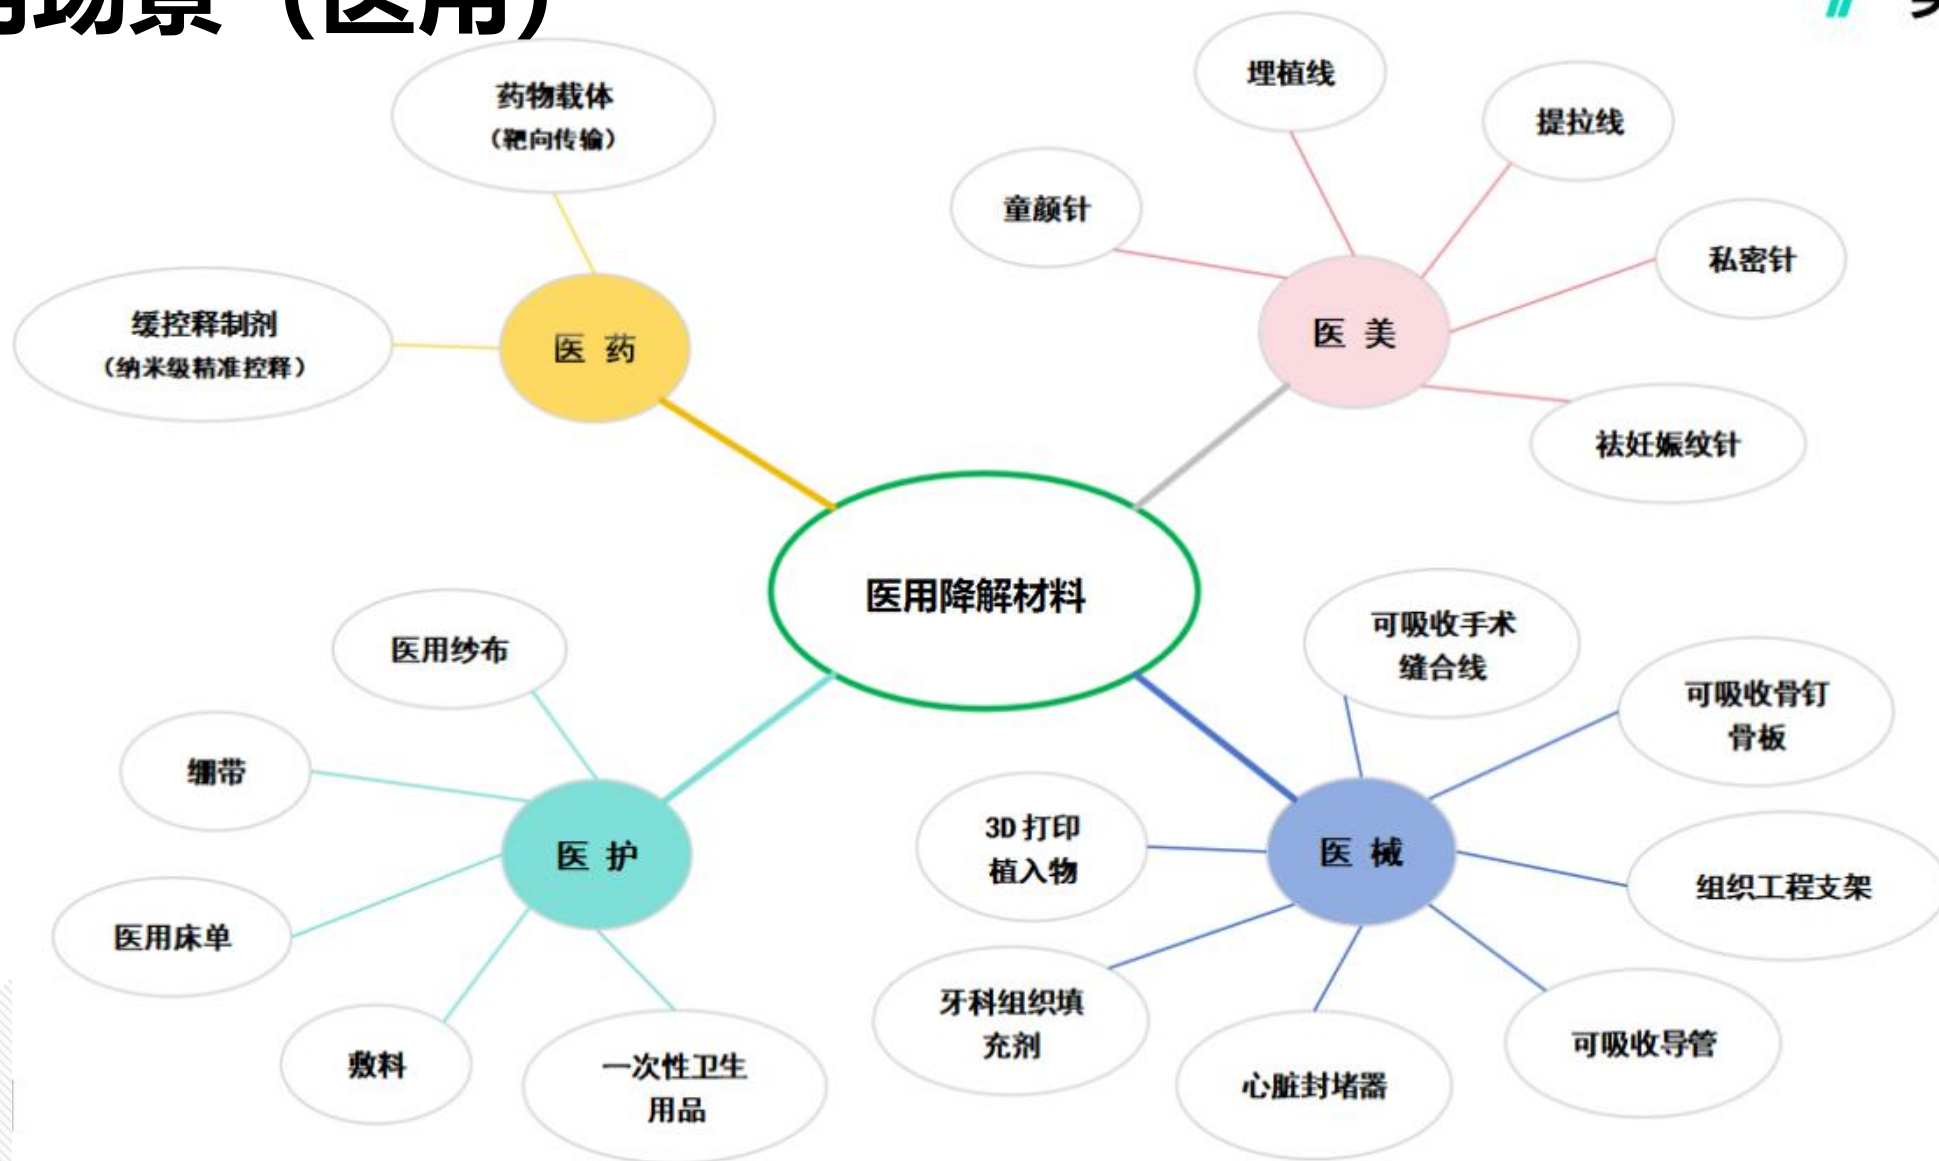 场景（医用）
药物载体
（靶向传输）
缓控释制剂
（纳米级精准控释）
医 药
埋植线
提拉线
童颜针
私密针
医 美
祛妊娠纹针
医用降解材料
医用纱布
绷带
医 护
医用床单
敷料
一次性卫生
用品
可吸收手术
缝合线
可吸收骨钉
骨板
3D 打印
植入物
医 械
组织工程支架
牙科组织填
充剂
心脏封堵器
可吸收导管